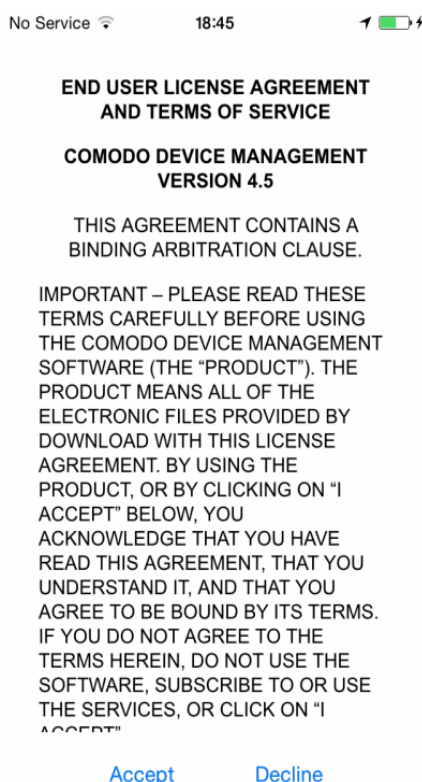 No Service 18:45
END USER LICENSE AGREEMENT
AND TERMS OF SERVICE
COMODO DEVICE MANAGEMENT
VERSION 4.5
THIS AGREEMENT CONTAINS A
BINDING ARBITRATION CLAUSE.
IMPORTANT – PLEASE READ THESE
TERMS CAREFULLY BEFORE USING
THE COMODO DEVICE MANAGEMENT
SOFTWARE (THE “PRODUCT”). THE
PRODUCT MEANS ALL OF THE
ELECTRONIC FILES PROVIDED BY
DOWNLOAD WITH THIS LICENSE
AGREEMENT. BY USING THE
PRODUCT, OR BY CLICKING ON “I
ACCEPT” BELOW, YOU
ACKNOWLEDGE THAT YOU HAVE
READ THIS AGREEMENT, THAT YOU
UNDERSTAND IT, AND THAT YOU
AGREE TO BE BOUND BY ITS TERMS.
IF YOU DO NOT AGREE TO THE
TERMS HEREIN, DO NOT USE THE
SOFTWARE, SUBSCRIBE TO OR USE
THE SERVICES, OR CLICK ON “I
ACCEPT”
Accept Decline